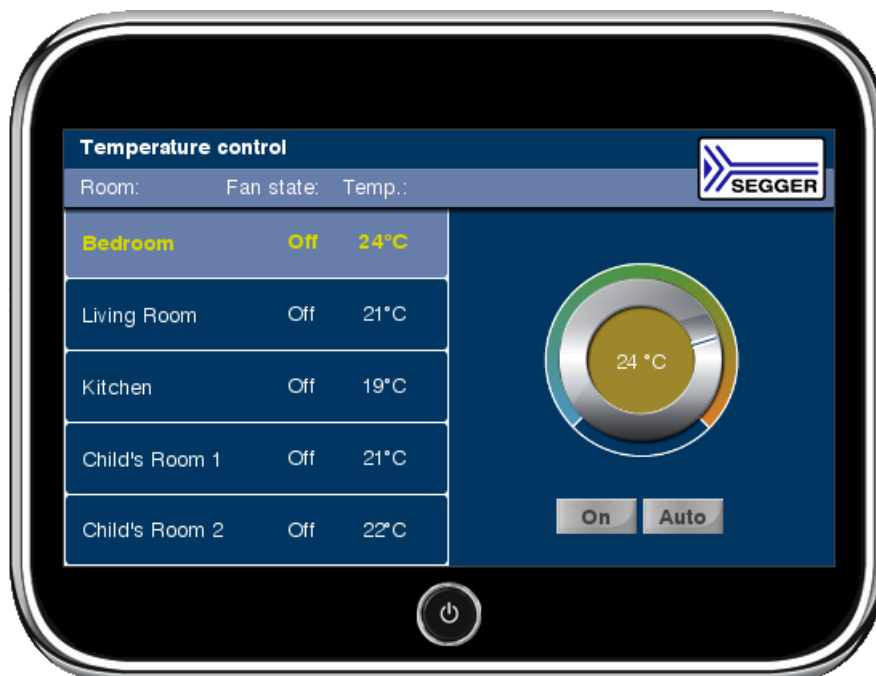 Temperature control
SEGGER
Room: Fan state: Temp.:
Bedroom Off 24°C
Living Room Off 21°C
24 °C
Kitchen Off 19°C
Child's Room 1 Off 21°C
On Auto
Child's Room 2 Off 22°C